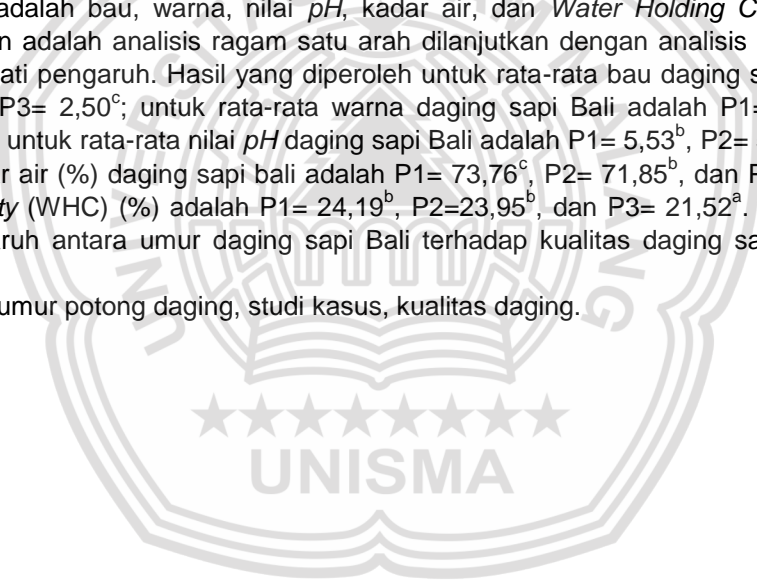 adalah bau, warna, nilai pH, kadar air, dan Water Holding C
n adalah analisis ragam satu arah dilanjutkan dengan analisis
ati pengaruh. Hasil yang diperoleh untuk rata-rata bau daging s
P3= 2,50ᶜ; untuk rata-rata warna daging sapi Bali adalah P1=
untuk rata-rata nilai pH daging sapi Bali adalah P1= 5,53ᵇ, P2=
r air (%) daging sapi bali adalah P1= 73,76ᶜ, P2= 71,85ᵇ, dan P
ty (WHC) (%) adalah P1= 24,19ᵇ, P2=23,95ᵇ, dan P3= 21,52ᵃ.
ruh antara umur daging sapi Bali terhadap kualitas daging sa
umur potong daging, studi kasus, kualitas daging.
UNISMA